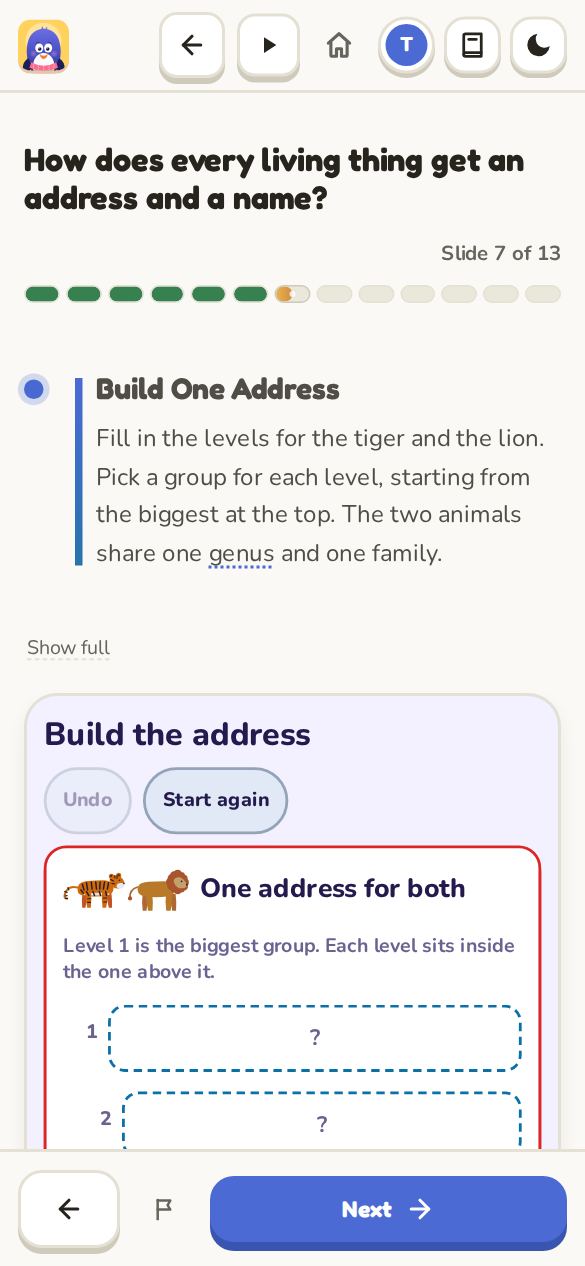 T
How does every living thing get an
address and a name?
Slide 7 of 13
Build One Address
Fill in the levels for the tiger and the lion.
Pick a group for each level, starting from
the biggest at the top. The two animals
share one genus and one family.
Show full
Build the address
Undo
Start again
One address for both
Level 1 is the biggest group. Each level sits inside
the one above it.
1
?
2
?
Next